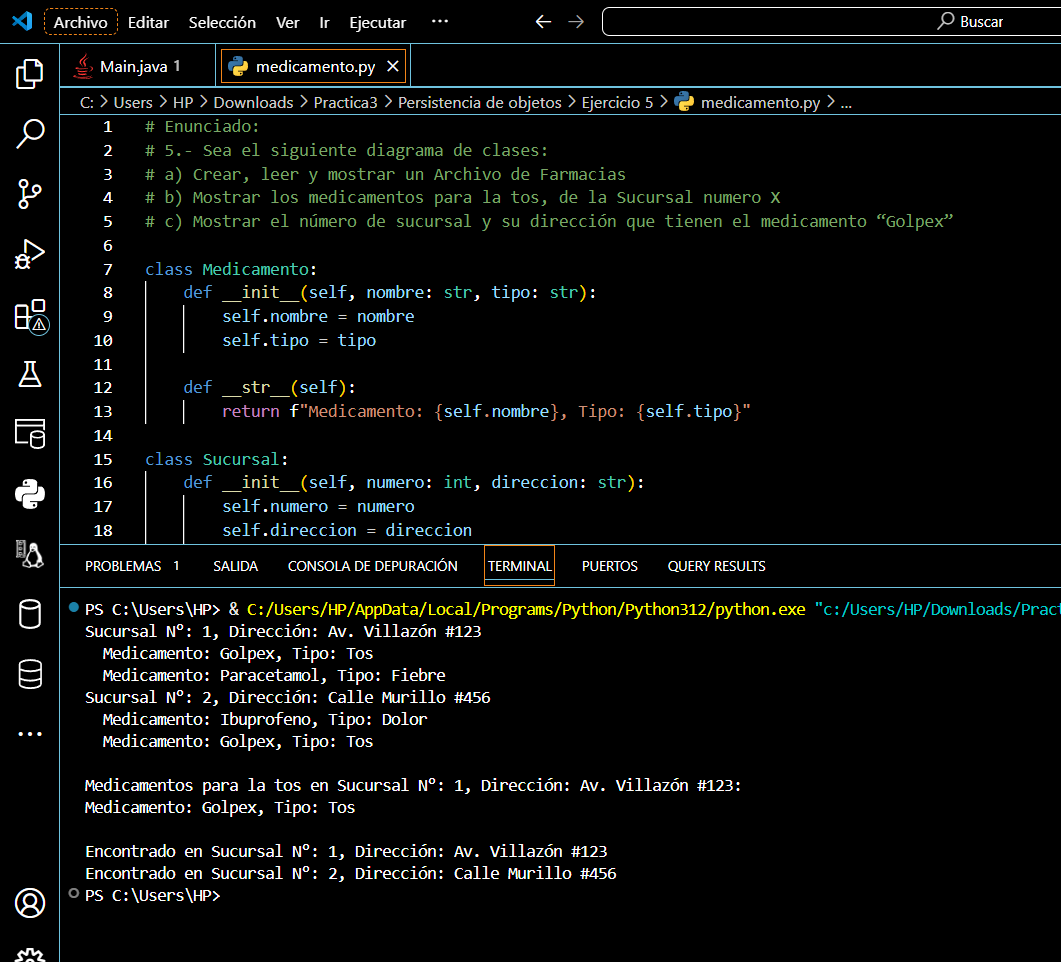 Archivo Editar Selección Ver Ir Ejecutar ··· Buscar
Main.java 1 medicamento.py
C: > Users > HP > Downloads > Practica3 > Persistencia de objetos > Ejercicio 5 > medicamento.py > ...
1 # Enunciado:
2 # 5.- Sea el siguiente diagrama de clases:
3 # a) Crear, leer y mostrar un Archivo de Farmacias
4 # b) Mostrar los medicamentos para la tos, de la Sucursal numero X
5 # c) Mostrar el número de sucursal y su dirección que tienen el medicamento “Golpex”
6
7 class Medicamento:
8 def __init__(self, nombre: str, tipo: str):
9 self.nombre = nombre
10 self.tipo = tipo
11
12 def __str__(self):
13 return f"Medicamento: {self.nombre}, Tipo: {self.tipo}"
14
15 class Sucursal:
16 def __init__(self, numero: int, direccion: str):
17 self.numero = numero
18 self.direccion = direccion
PROBLEMAS 1 SALIDA CONSOLA DE DEPURACIÓN TERMINAL PUERTOS QUERY RESULTS
PS C:\Users\HP> & C:/Users/HP/AppData/Local/Programs/Python/Python312/python.exe "c:/Users/HP/Downloads/Pract
Sucursal Nº: 1, Dirección: Av. Villazón #123
Medicamento: Golpex, Tipo: Tos
Medicamento: Paracetamol, Tipo: Fiebre
Sucursal Nº: 2, Dirección: Calle Murillo #456
Medicamento: Ibuprofeno, Tipo: Dolor
Medicamento: Golpex, Tipo: Tos
Medicamentos para la tos en Sucursal Nº: 1, Dirección: Av. Villazón #123:
Medicamento: Golpex, Tipo: Tos
Encontrado en Sucursal Nº: 1, Dirección: Av. Villazón #123
Encontrado en Sucursal Nº: 2, Dirección: Calle Murillo #456
PS C:\Users\HP>